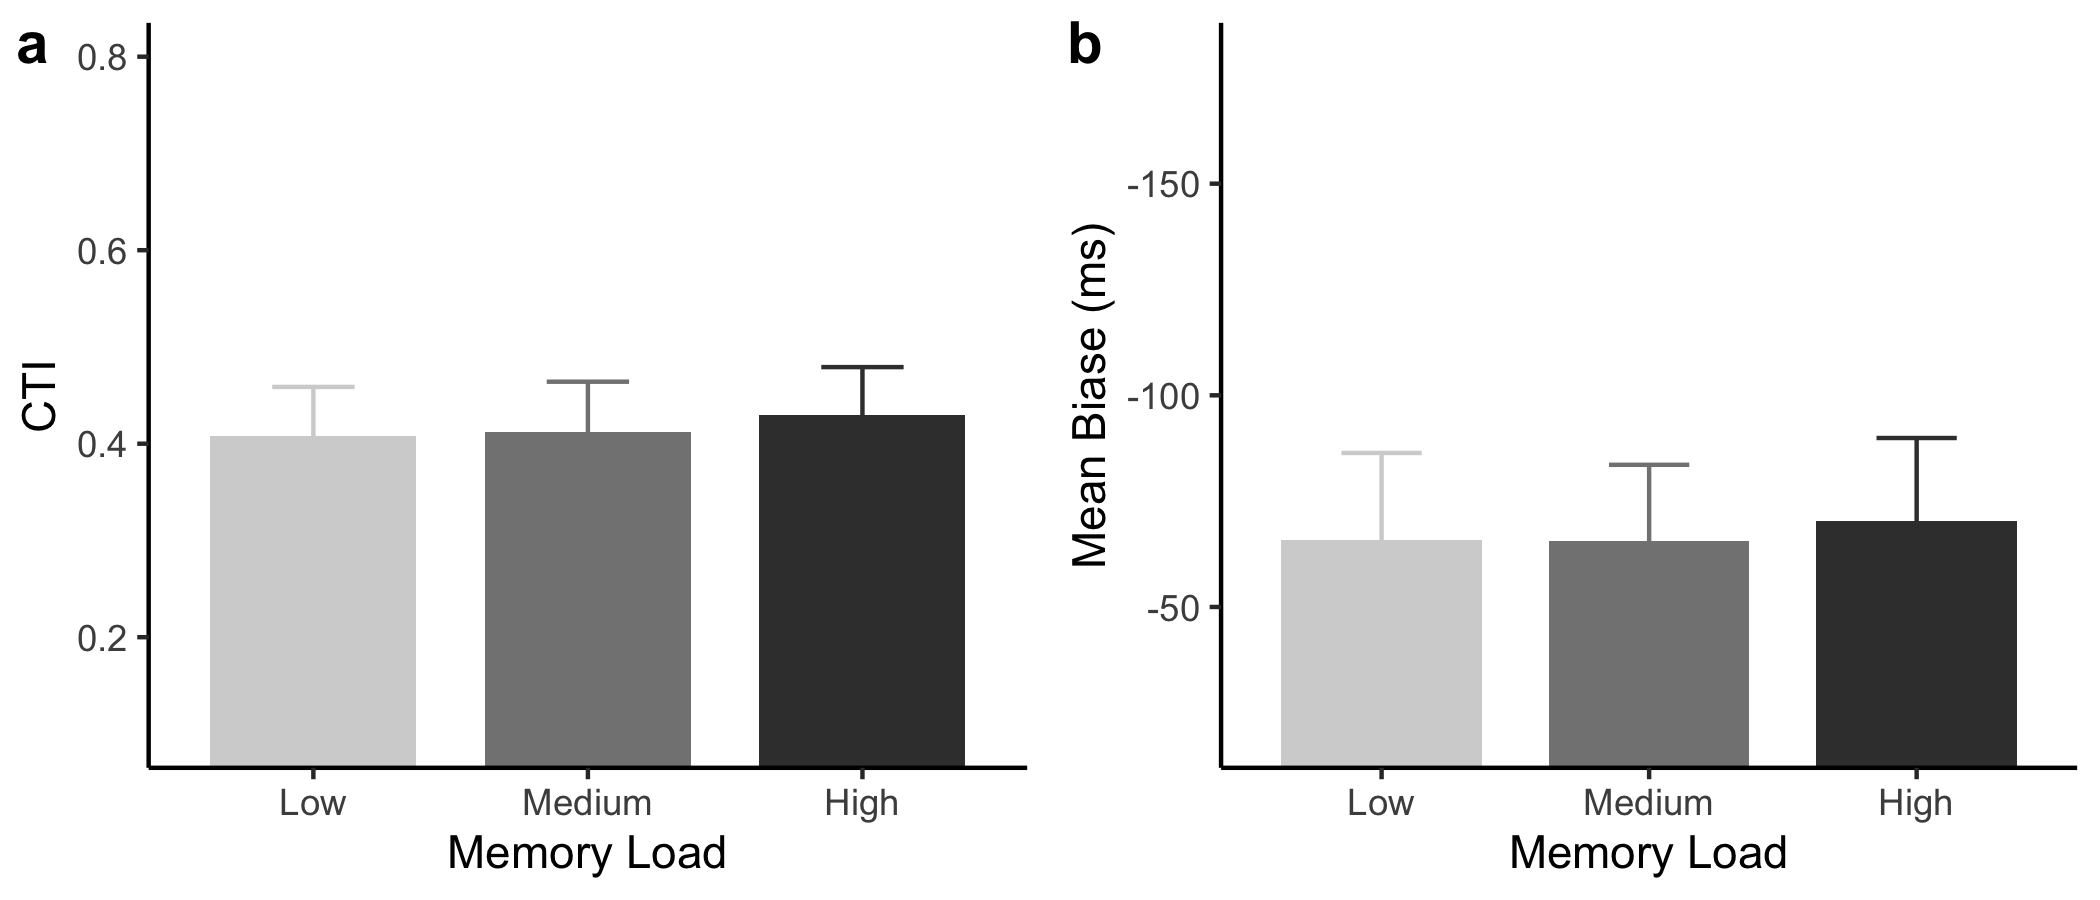 a
0.8
0.6
0.4
0.2
CTI
Low Medium High
Memory Load
b
-150
-100
-50
Mean Biase (ms)
Low Medium High
Memory Load